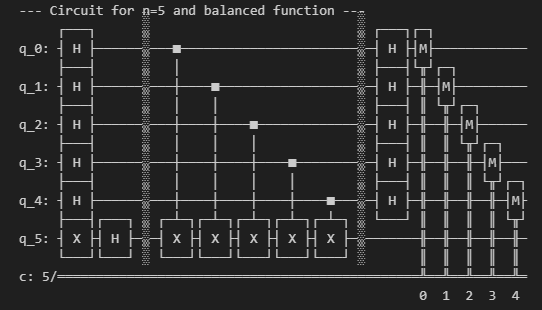 --- Circuit for n=5 and balanced function ---
q_0: H ■ H M
q_1: H ■ H M
q_2: H ■ H M
q_3: H ■ H M
q_4: H ■ H M
q_5: X H X X X X X
c: 5/
0 1 2 3 4